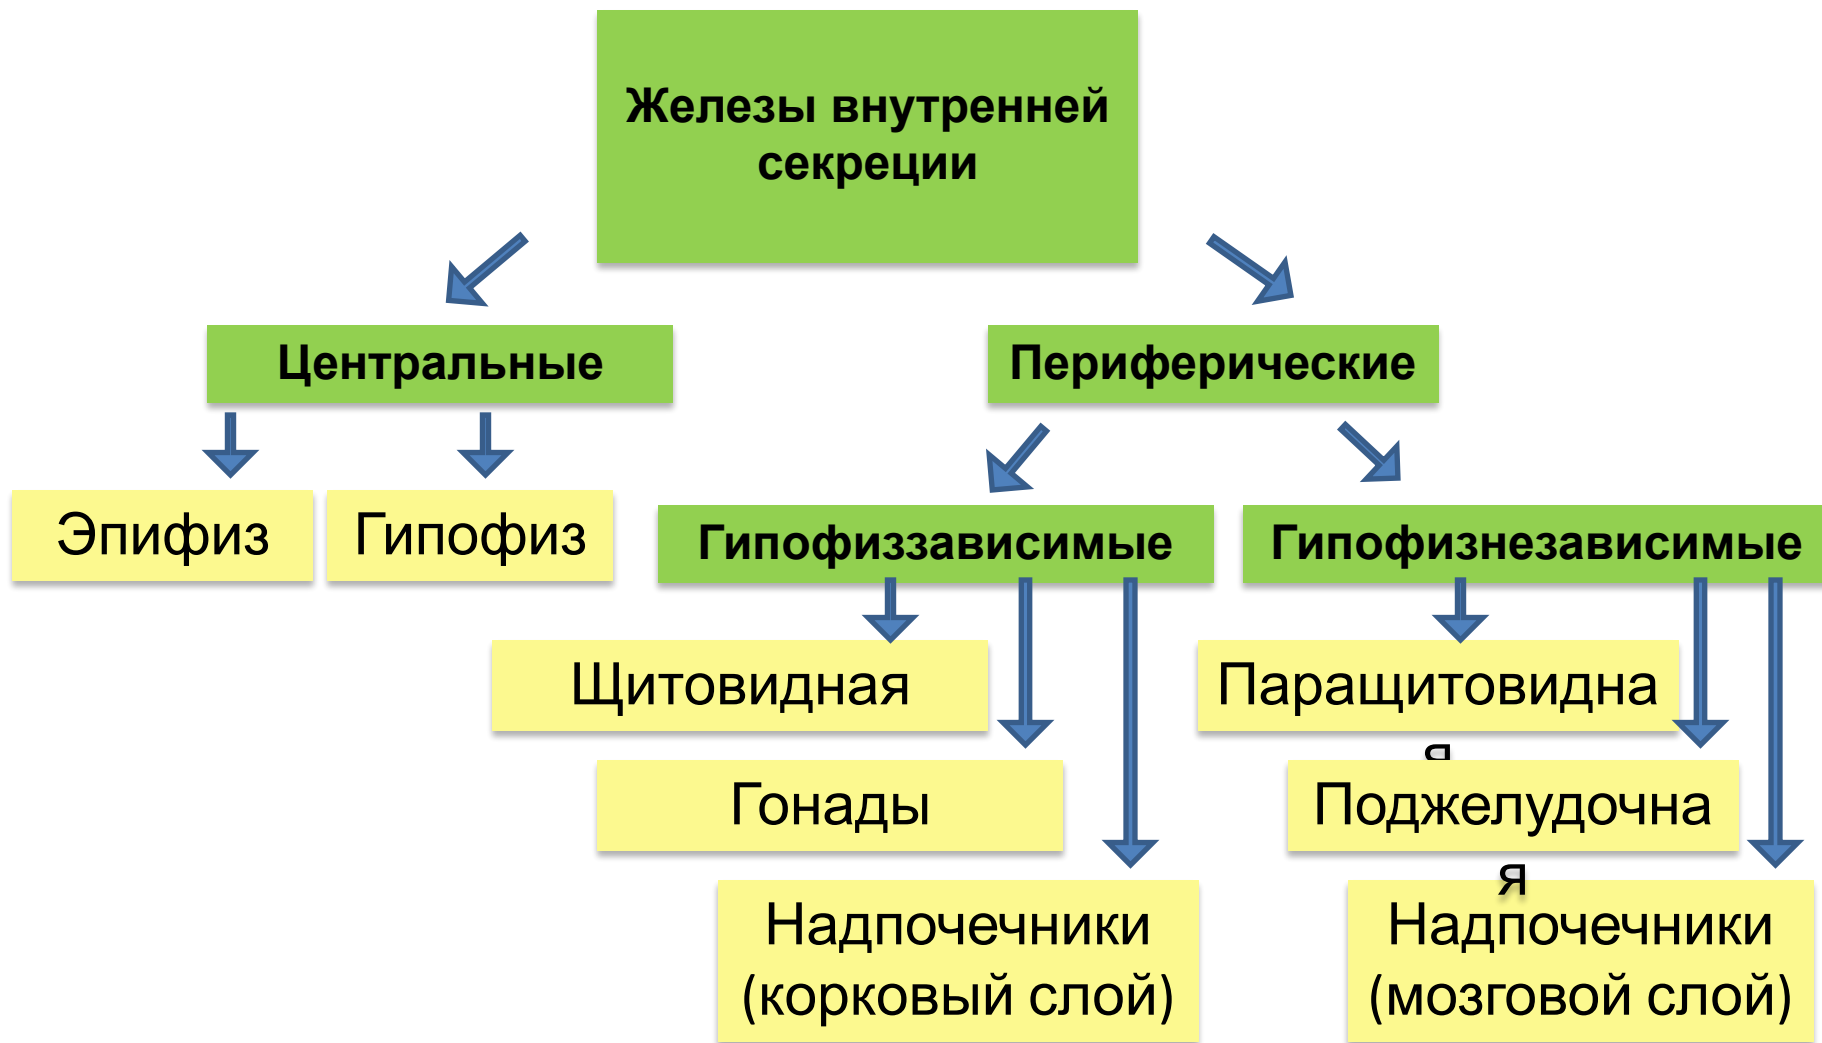 Железы внутренней
секреции
Центральные
Периферические
Эпифиз
Гипофиз
Гипофиззависимые
Гипофизнезависимые
Щитовидная
Паращитовидна
я
Гонады
Поджелудочна
я
Надпочечники
(корковый слой)
Надпочечники
(мозговой слой)